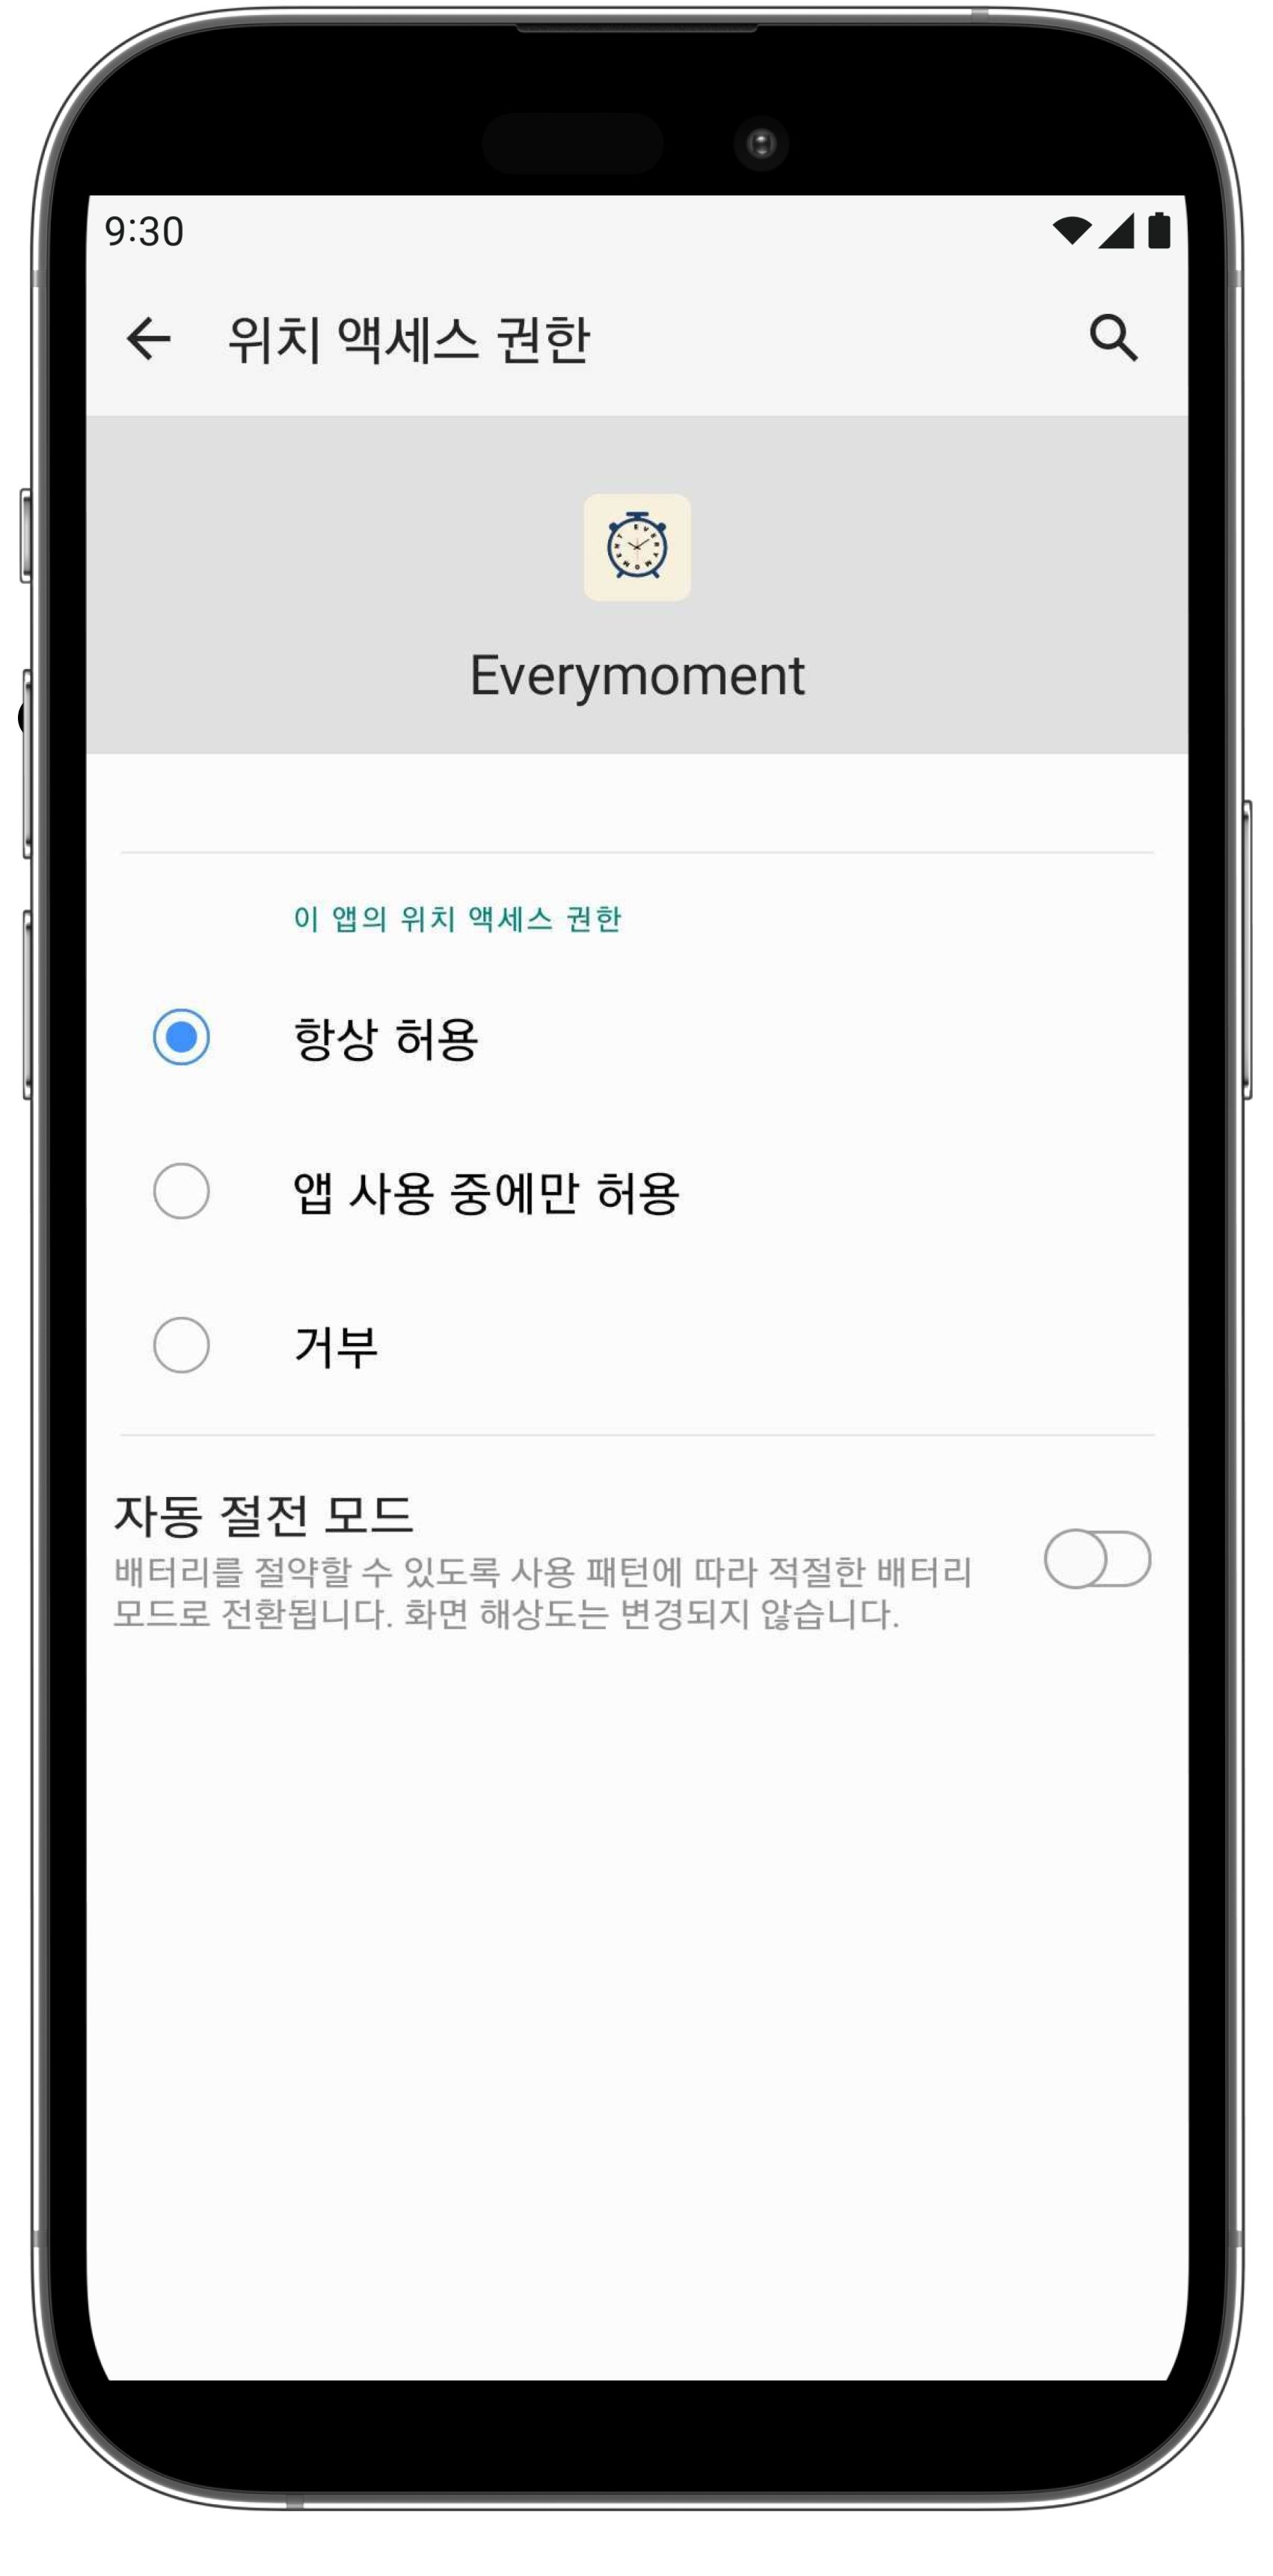 9:30
위치 액세스 권한
Everymoment
이 앱의 위치 액세스 권한
항상 허용
앱 사용 중에만 허용
거부
자동 절전 모드
배터리를 절약할 수 있도록 사용 패턴에 따라 적절한 배터리
모드로 전환됩니다. 화면 해상도는 변경되지 않습니다.